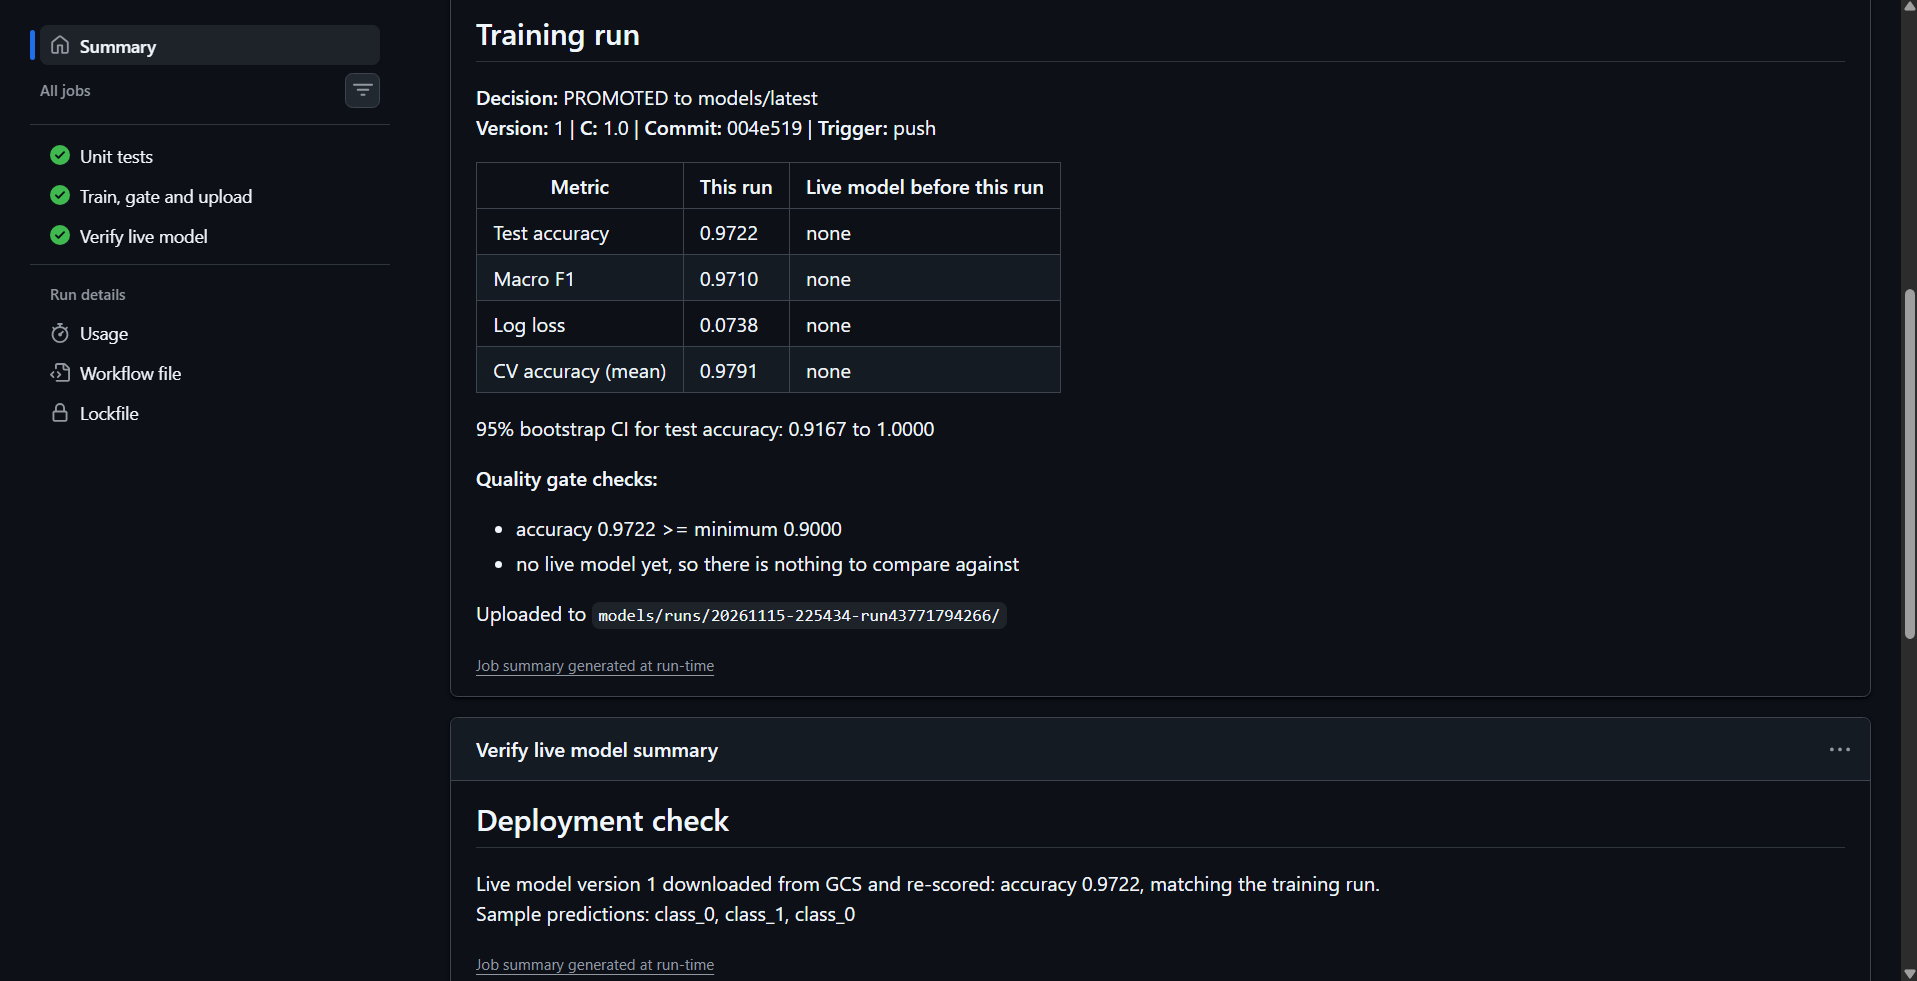 Summary
All jobs
Unit tests
Train, gate and upload
Verify live model
Run details
Usage
Workflow file
Lockfile
Training run
Decision: PROMOTED to models/latest
Version: 1 | C: 1.0 | Commit: 004e519 | Trigger: push
Metric This run Live model before this run
Test accuracy 0.9722 none
Macro F1 0.9710 none
Log loss 0.0738 none
CV accuracy (mean) 0.9791 none
95% bootstrap CI for test accuracy: 0.9167 to 1.0000
Quality gate checks:
• accuracy 0.9722 >= minimum 0.9000
• no live model yet, so there is nothing to compare against
Uploaded to models/runs/20261115-225434-run43771794266/
Job summary generated at run-time
Verify live model summary
Deployment check
Live model version 1 downloaded from GCS and re-scored: accuracy 0.9722, matching the training run.
Sample predictions: class_0, class_1, class_0
Job summary generated at run-time